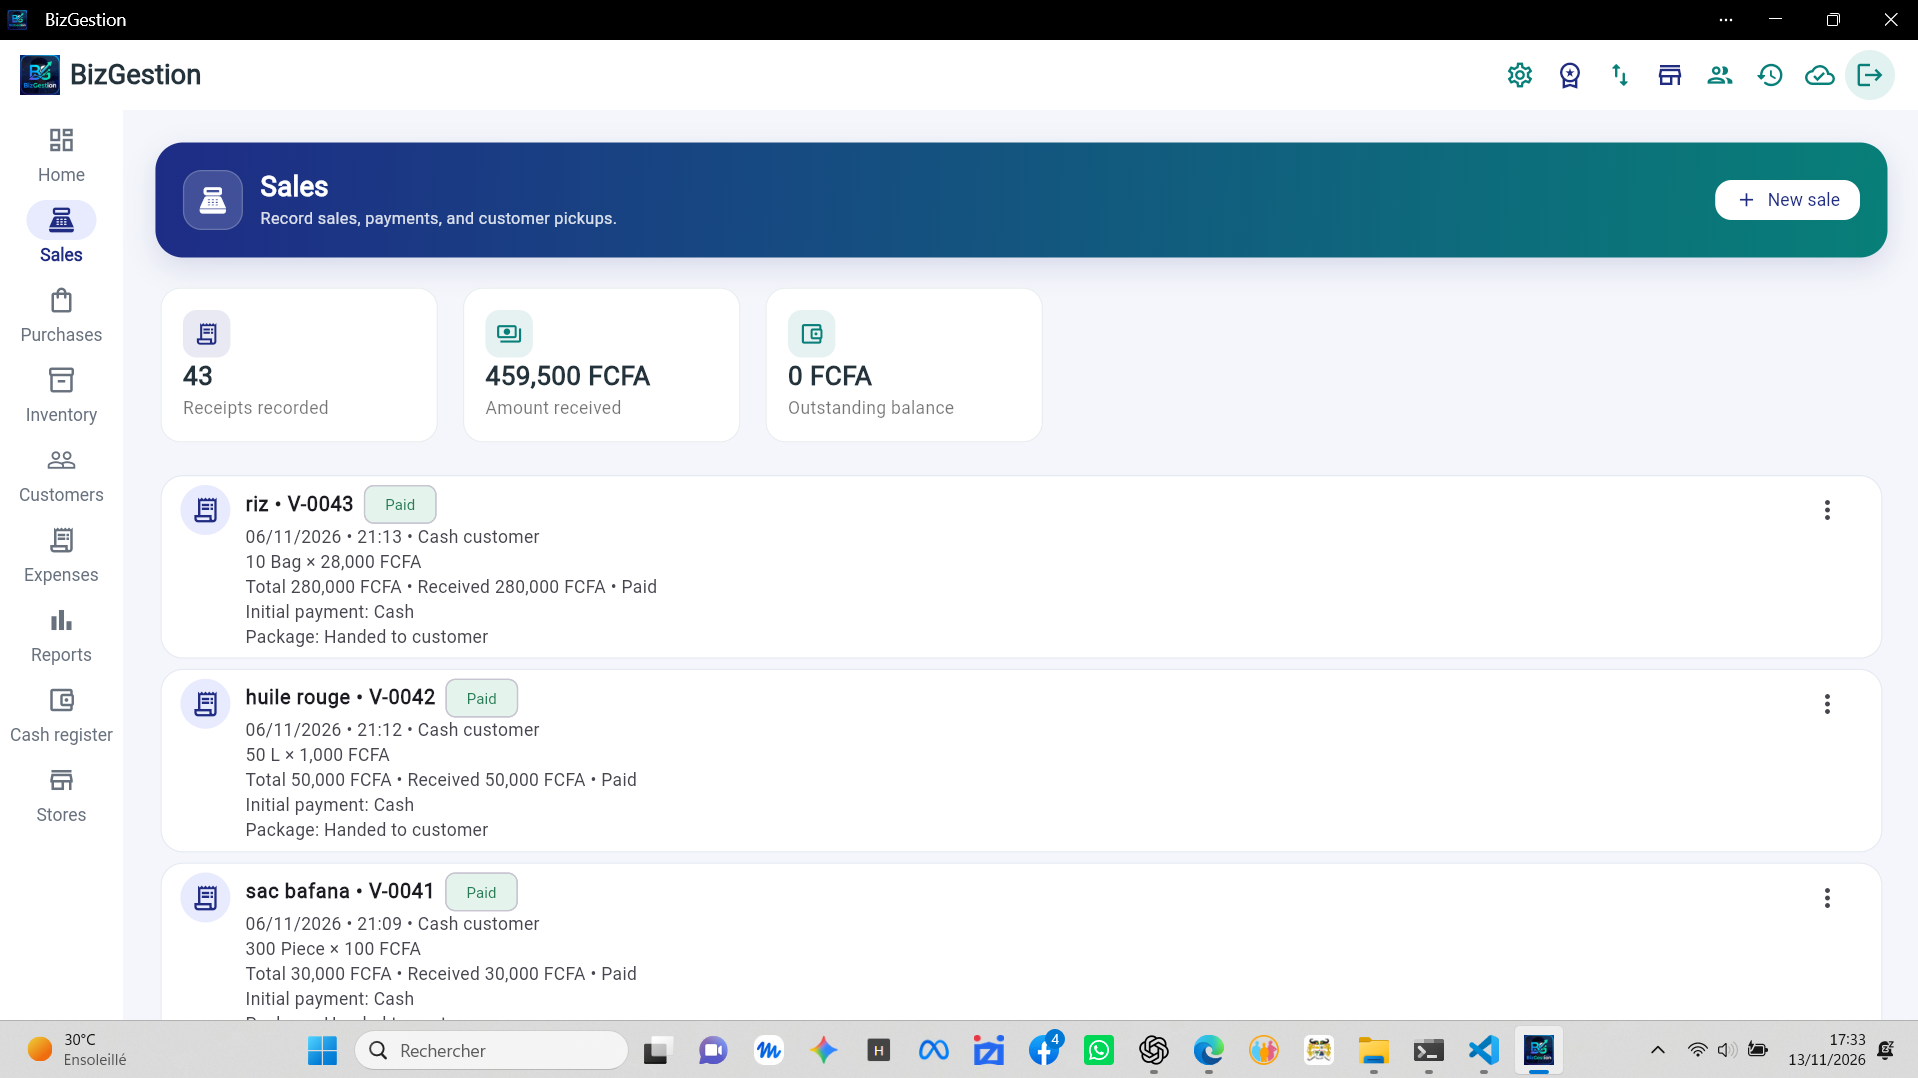 BizGestion
BizGestion
Home
Sales
Purchases
Inventory
Customers
Expenses
Reports
Cash register
Stores
Sales
Record sales, payments, and customer pickups.
+ New sale
43
Receipts recorded
459,500 FCFA
Amount received
0 FCFA
Outstanding balance
riz • V-0043 Paid
06/11/2026 • 21:13 • Cash customer
10 Bag × 28,000 FCFA
Total 280,000 FCFA • Received 280,000 FCFA • Paid
Initial payment: Cash
Package: Handed to customer
huile rouge • V-0042 Paid
06/11/2026 • 21:12 • Cash customer
50 L × 1,000 FCFA
Total 50,000 FCFA • Received 50,000 FCFA • Paid
Initial payment: Cash
Package: Handed to customer
sac bafana • V-0041 Paid
06/11/2026 • 21:09 • Cash customer
300 Piece × 100 FCFA
Total 30,000 FCFA • Received 30,000 FCFA • Paid
Initial payment: Cash
30°C
Ensoleillé
Rechercher
H
4
17:33
13/11/2026